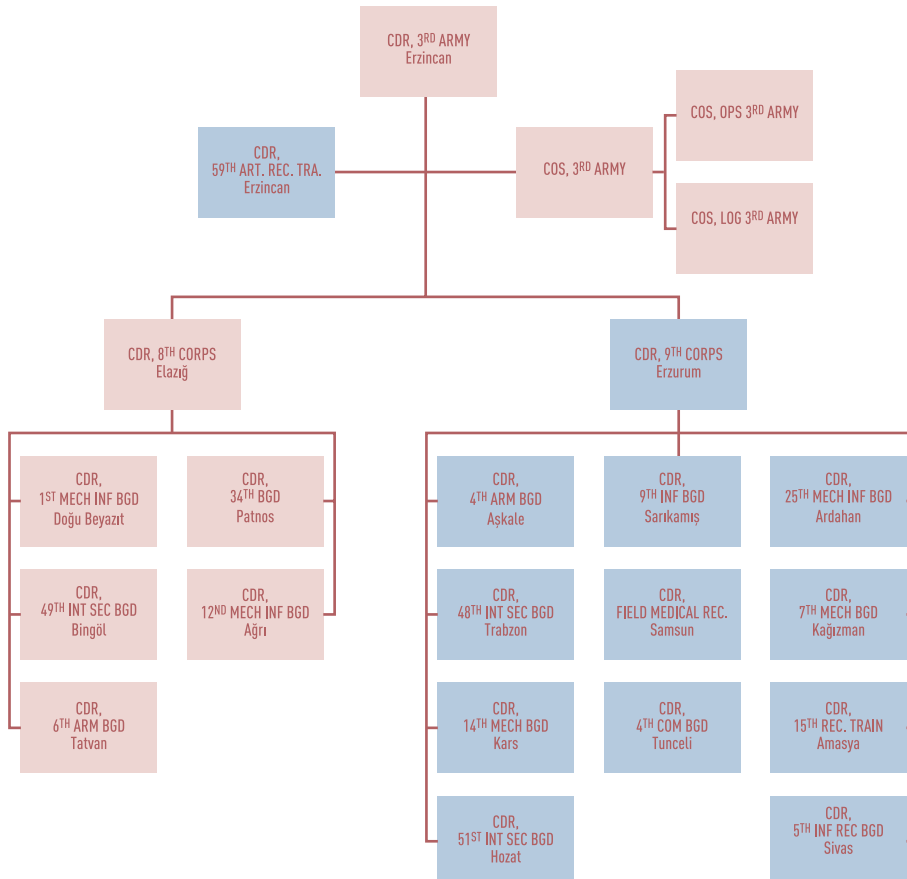 CDR, 3RD ARMY
Erzincan
CDR,
59TH ART. REC. TRA.
Erzincan
COS, 3RD ARMY
COS, OPS 3RD ARMY
COS, LOG 3RD ARMY
CDR, 8TH CORPS
Elazığ
CDR, 9TH CORPS
Erzurum
CDR,
1ST MECH INF BGD
Doğu Beyazıt
CDR,
34TH BGD
Patnos
CDR,
49TH INT SEC BGD
Bingöl
CDR,
12ND MECH INF BGD
Ağrı
CDR,
6TH ARM BGD
Tatvan
CDR,
4TH ARM BGD
Aşkale
CDR,
9TH INF BGD
Sarıkamış
CDR,
25TH MECH INF BGD
Ardahan
CDR,
48TH INT SEC BGD
Trabzon
CDR,
FIELD MEDICAL REC.
Samsun
CDR,
7TH MECH BGD
Kağızman
CDR,
14TH MECH BGD
Kars
CDR,
4TH COM BGD
Tunceli
CDR,
15TH REC. TRAIN
Amasya
CDR,
51ST INT SEC BGD
Hozat
CDR,
5TH INF REC BGD
Sivas